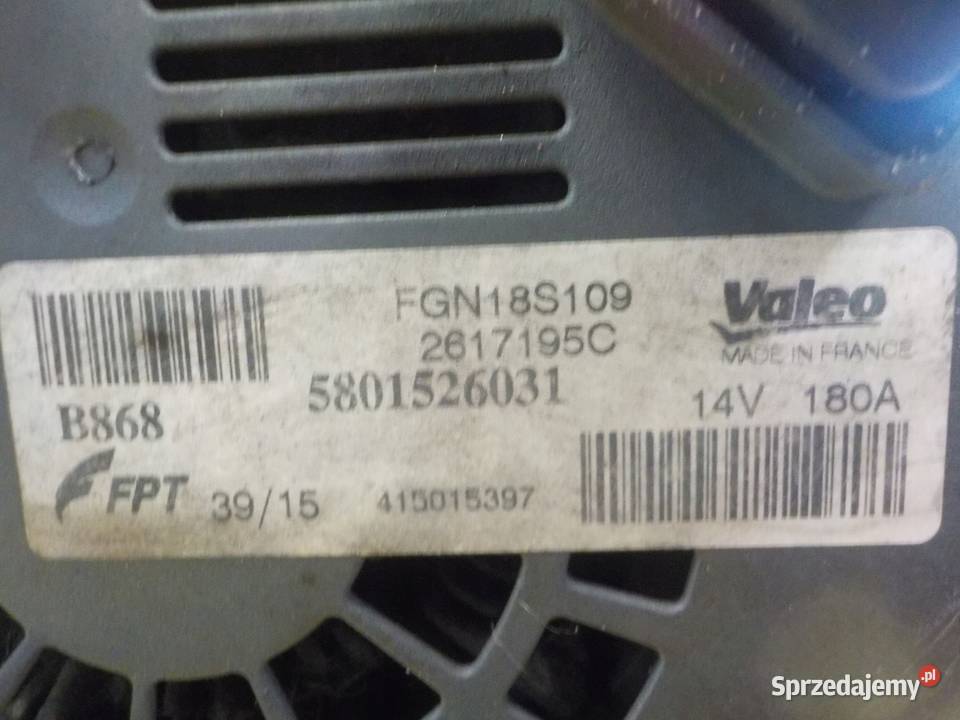 FGN18S109
2617195C
5801526031
B868
Valeo
MADE IN FRANCE
14V 180A
FPT 39/15 415015397
Sprzedajemy.pl